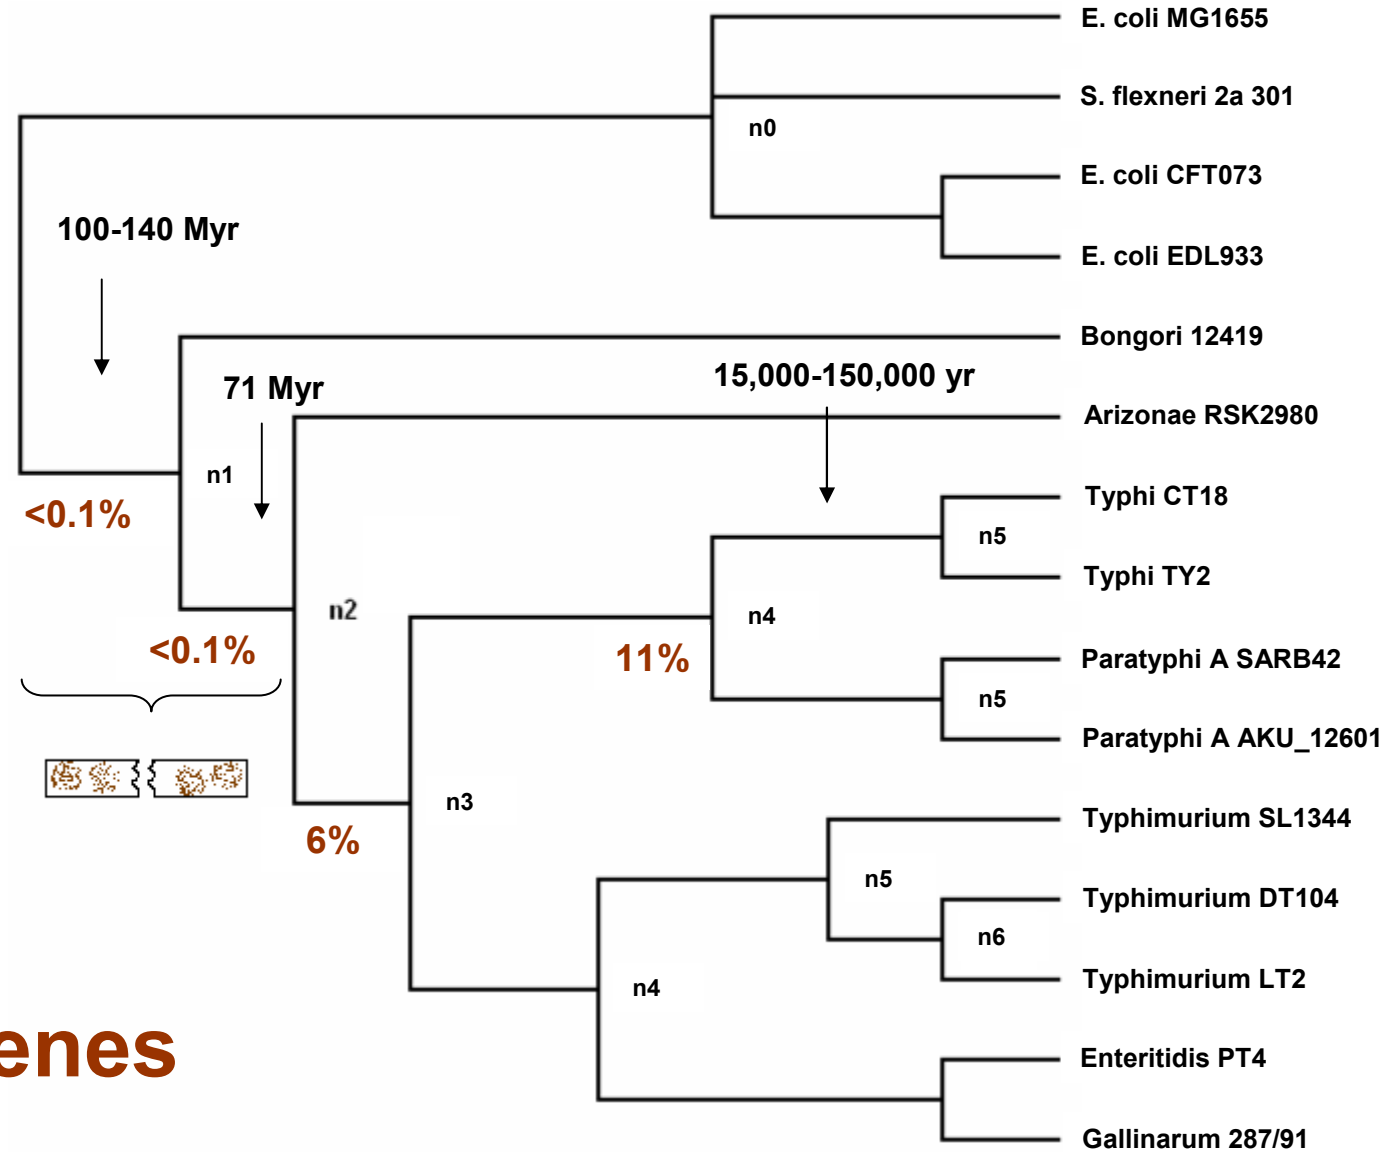 E. coli MG1655
S. flexneri 2a 301
n0
E. coli CFT073
100-140 Myr
E. coli EDL933
Bongori 12419
71 Myr
15,000-150,000 yr
Arizonae RSK2980
n1
Typhi CT18
<0.1%
n5
Typhi TY2
n2
n4
<0.1%
11%
Paratyphi A SARB42
n5
Paratyphi A AKU_12601
n3
Typhimurium SL1344
6%
n5
Typhimurium DT104
n6
Typhimurium LT2
n4
enes
Enteritidis PT4
Gallinarum 287/91